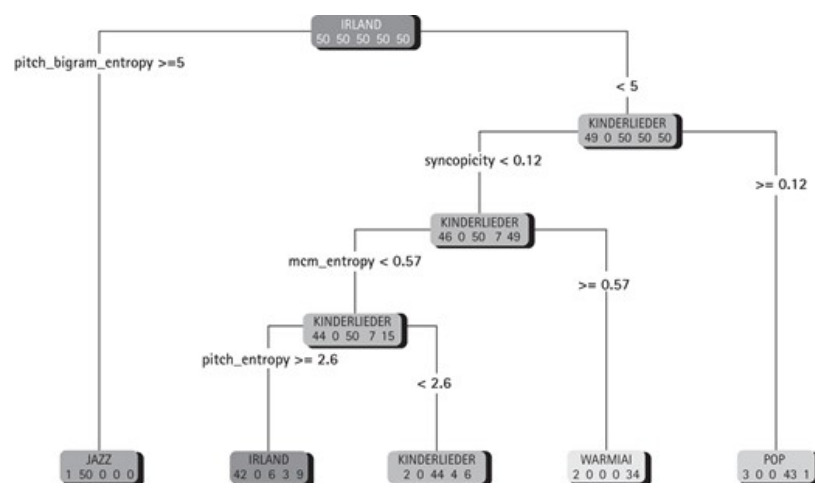 IRLAND
50 50 50 50 50
pitch_bigram_entropy >=5
< 5
KINDERLIEDER
49 0 50 50 50
syncopicity < 0.12
>= 0.12
KINDERLIEDER
46 0 50 7 49
mcm_entropy < 0.57
>= 0.57
KINDERLIEDER
44 0 50 7 15
pitch_entropy >= 2.6
< 2.6
JAZZ
1 50 0 0 0
IRLAND
42 0 6 3 9
KINDERLIEDER
2 0 44 4 6
WARMIAI
2 0 0 0 34
POP
3 0 0 43 1